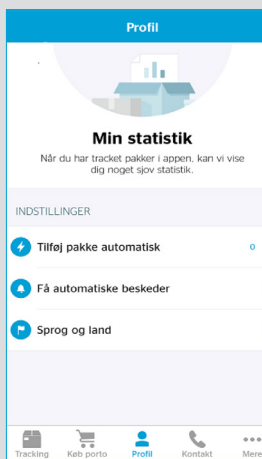 Profil
Min statistik
Når du har tracket pakker i appen, kan vi vise
dig noget sjov statistik.
INDSTILLINGER
Tilføj pakke automatisk
0
Få automatiske beskeder
Sprog og land
Tracking Køb porto Profil Kontakt Mere